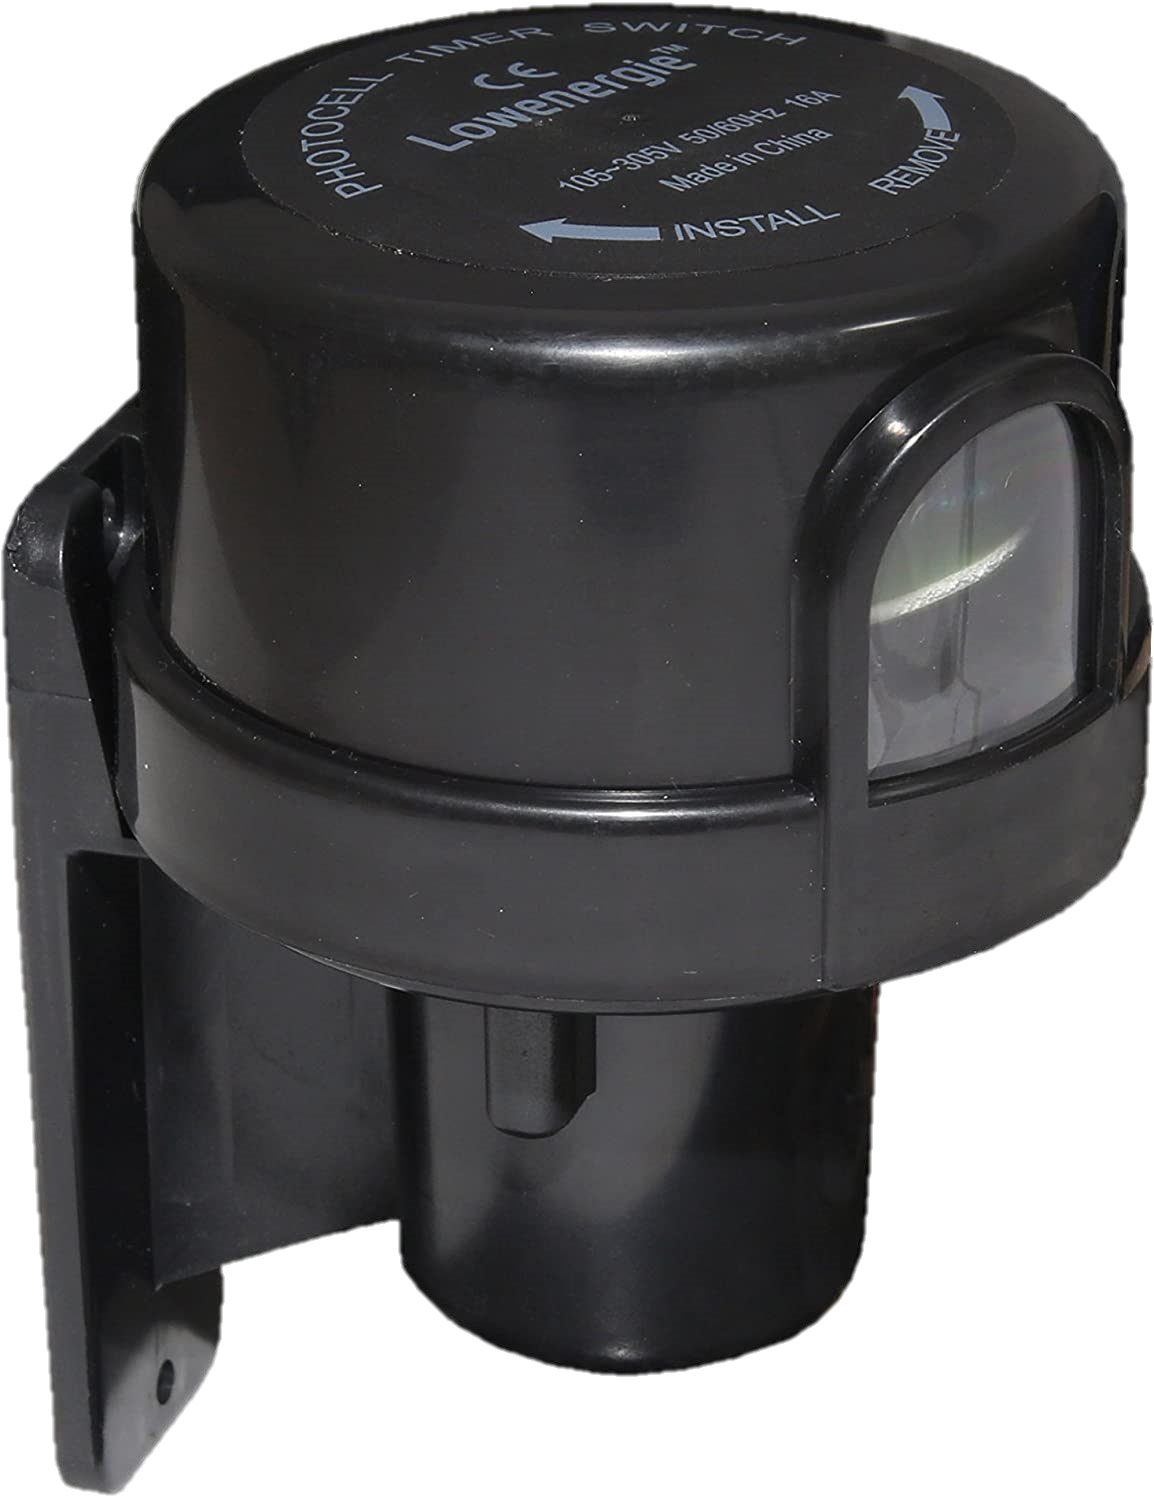 PHOTOCELL TIMER SWITCH
CE
Lowenergie™
105~305V 50/60Hz 16A
Made in China
INSTALL
REMOVE